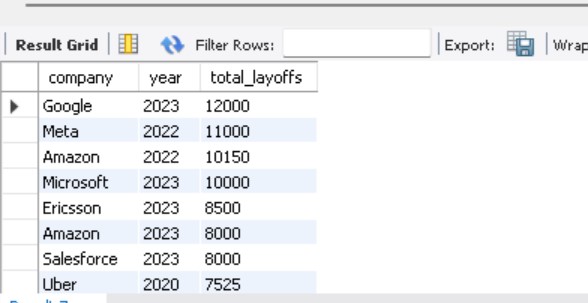 Result Grid Filter Rows: Export: Wrap
company year total_layoffs
Google 2023 12000
Meta 2022 11000
Amazon 2022 10150
Microsoft 2023 10000
Ericsson 2023 8500
Amazon 2023 8000
Salesforce 2023 8000
Uber 2020 7525